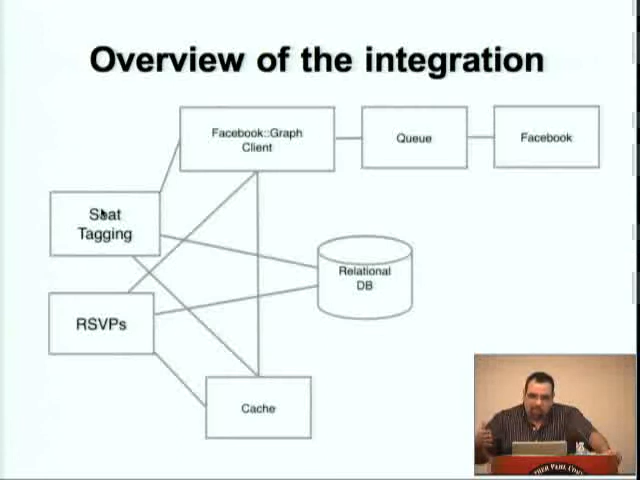 Overview of the integration
Facebook::Graph
Client
Queue
Facebook
Seat
Tagging
Relational
DB
RSVPs
Cache